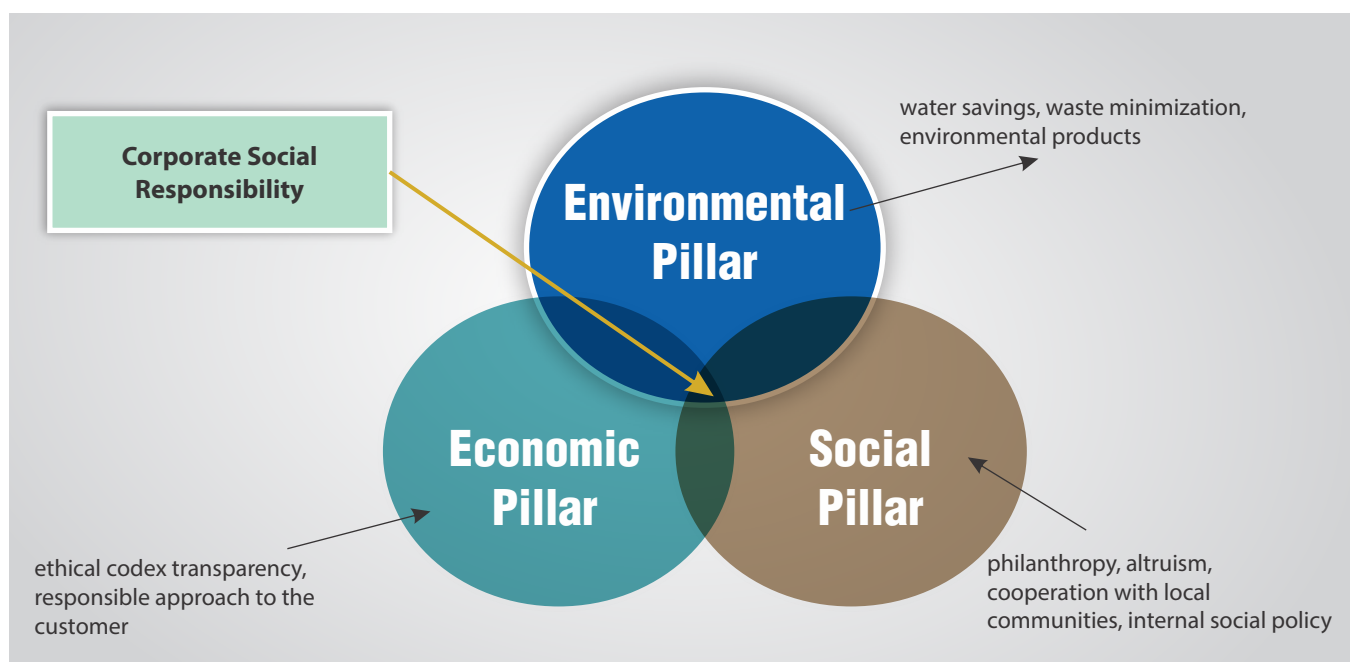 water savings, waste minimization,
environmental products
Corporate Social
Responsibility
Environmental
Pillar
Economic
Pillar
Social
Pillar
ethical codex transparency,
responsible approach to the
customer
philanthropy, altruism,
cooperation with local
communities, internal social policy